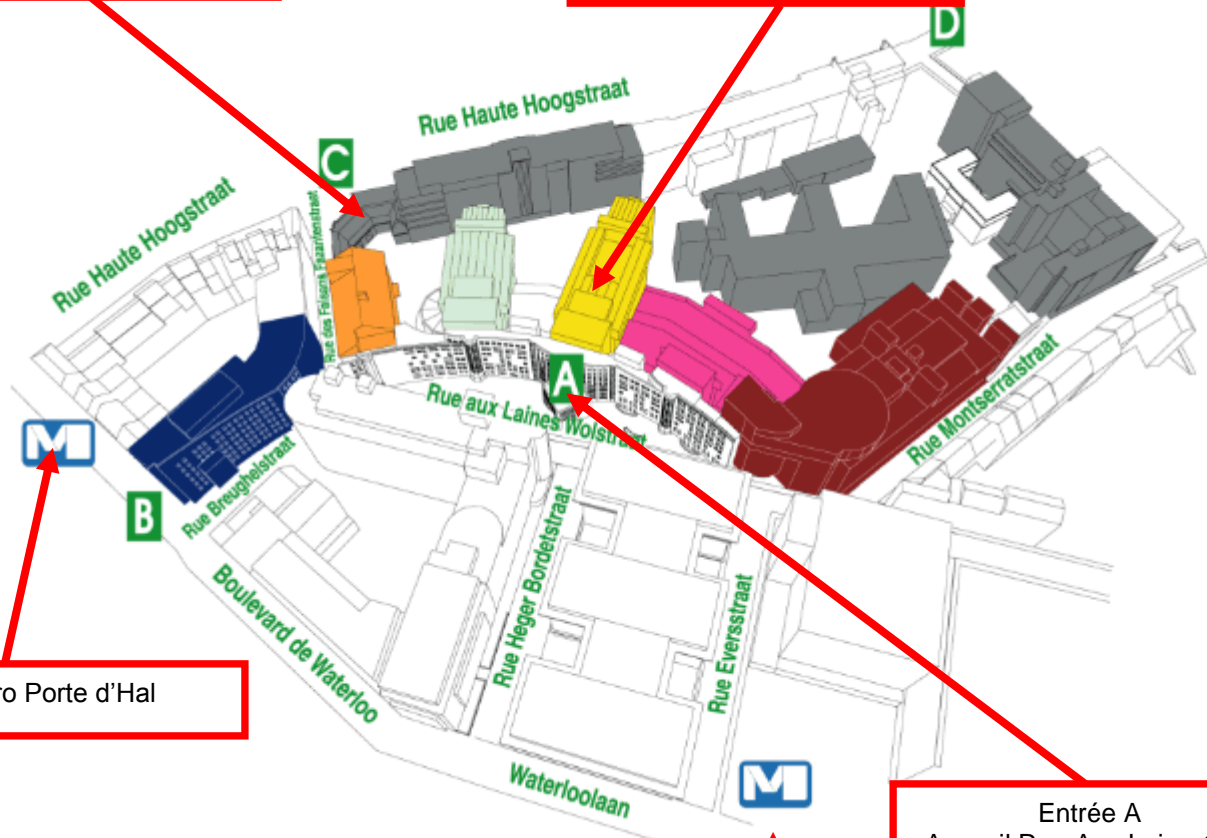 D
Rue Haute Hoogstraat
C
Rue Haute Hoogstraat
Rue des Faisans Fazantenstraat
A
Rue aux Laines Wolstraat
M
Rue Montserratstraat
B
Rue Breughelstraat
Rue Heger Bordetstraat
Boulevard de Waterloo
Rue Eversstraat
ro Porte d'Hal
Waterloolaan
M
Entrée A